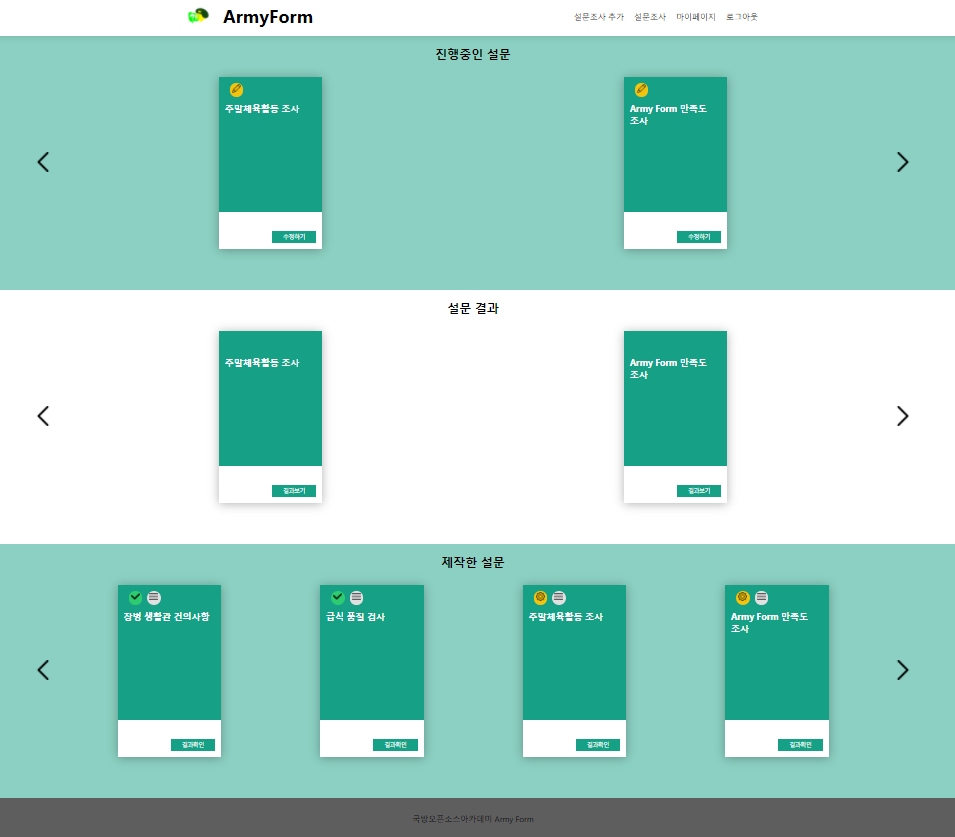 ArmyForm
설문조사 추가
설문조사
마이페이지
로그아웃
진행중인 설문
주말체육활동 조사
Army Form 만족도
조사
수정하기
수정하기
설문 결과
주말체육활동 조사
Army Form 만족도
조사
결과보기
결과보기
제작한 설문
장병 생활관 건의사항
급식 품질 검사
주말체육활동 조사
Army Form 만족도
조사
결과확인
결과확인
결과확인
결과확인
국방오픈소스아카데미 Army Form